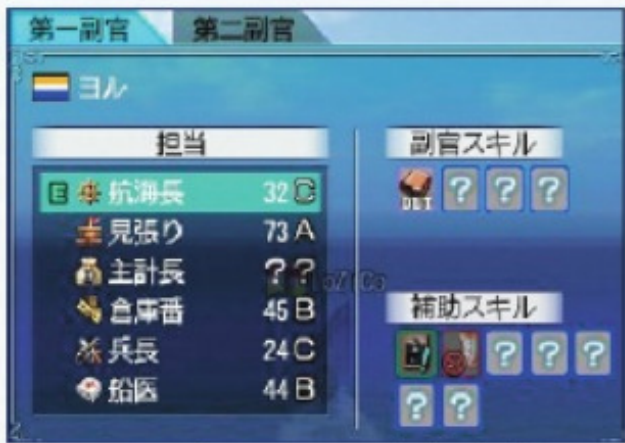 第一副官 第二副官
ヨル
担当
E 航海長 32 C
見張り 73 A
主計長 ? ?
倉庫番 45 B
兵長 24 C
船医 44 B
副官スキル
DET ? ? ?
補助スキル
? ? ?
? ?